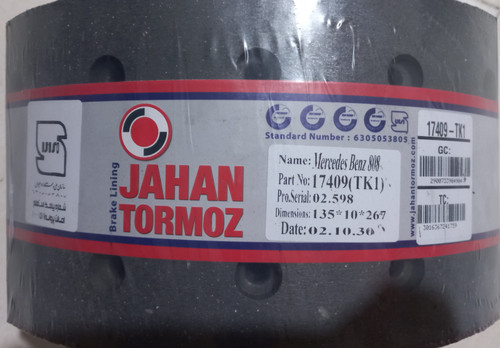 Brake Lining
JAHAN
TORMOZ
Standard Number : 6305053805
Name: Mercedes Benz 808
Part No: 17409(TK1)
Pro.Serial: 02.598
Dimensions: 135*10*267
Date: 02.10.30
17409-TK1
GC:
TC:
www.jahantormoz.com